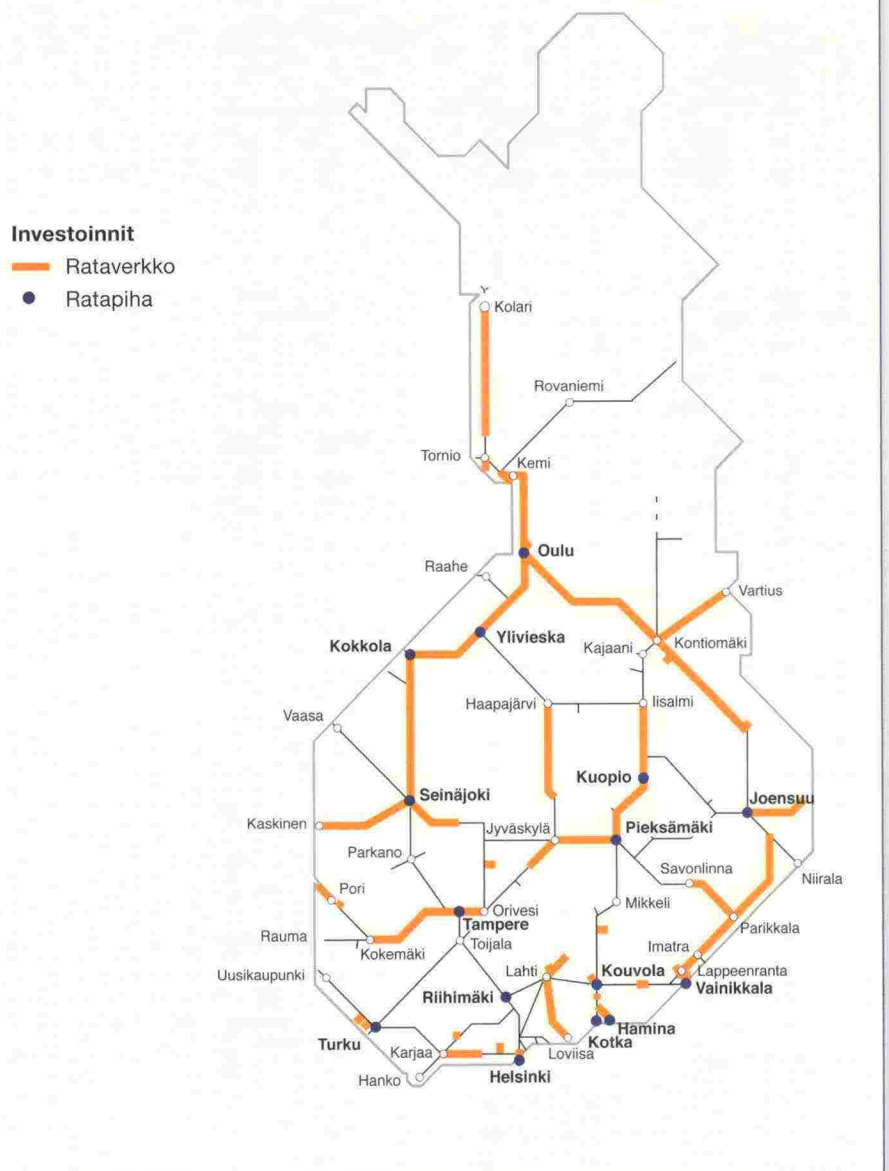 Investoinnit
Rataverkko
Ratapiha
Kolari
Rovaniemi
Tornio
Kemi
Oulu
Raahe
Vartius
Ylivieska
Kokkola
Kajaani
Kontiomäki
Haapajärvi
Iisalmi
Vaasa
Kuopio
Seinäjoki
Joensuu
Kaskinen
Jyväskylä
Pieksämäki
Parkano
Savonlinna
Niirala
Pori
Orivesi
Mikkeli
Tampere
Parikkala
Rauma
Kokemäki
Toijala
Imatra
Uusikaupunki
Lahti
Kouvola
Lappeenranta
Vainikkala
Riihimäki
Hamina
Turku
Kotka
Karjaa
Loviisa
Helsinki
Hanko